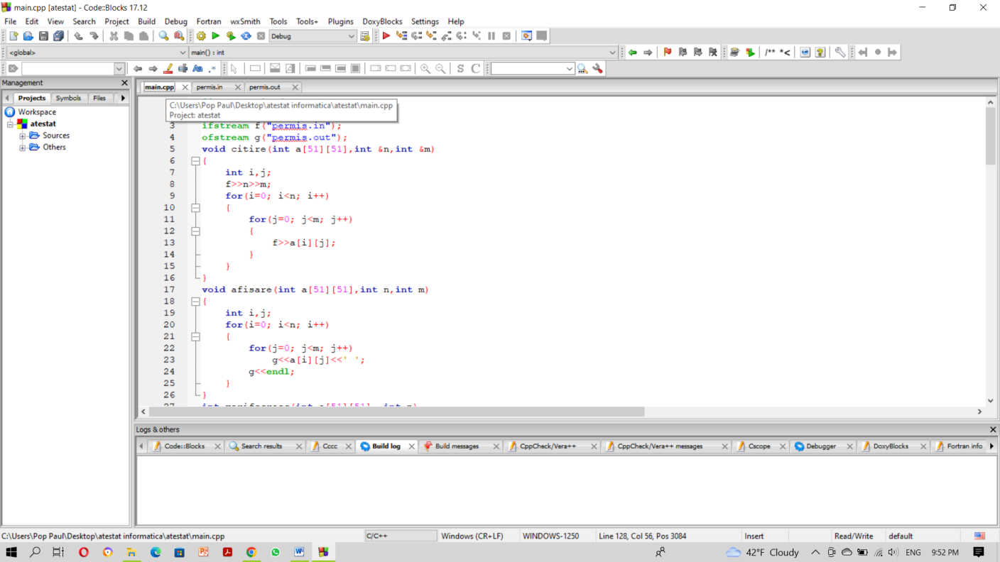 main.cpp [atestat] - Code::Blocks 17.12
File Edit View Search Project Build Debug Fortran wxSmith Tools Tools+ Plugins DoxyBlocks Settings Help
Debug
<global> main() : int
/** *<
Aa .* S C
Management
Projects Symbols Files
Workspace
atestat
Sources
Others
main.cpp permis.in permis.out
C:\Users\Pop Paul\Desktop\atestat informatica\atestat\main.cpp
Project: atestat
3 ifstream f("permis.in");
4 ofstream g("permis.out");
5 void citire(int a[51][51],int &n,int &m)
6 {
7 int i,j;
8 f>>n>>m;
9 for(i=0; i<n; i++)
10 {
11 for(j=0; j<m; j++)
12 {
13 f>>a[i][j];
14 }
15 }
16 }
17 void afisare(int a[51][51],int n,int m)
18 {
19 int i,j;
20 for(i=0; i<n; i++)
21 {
22 for(j=0; j<m; j++)
23 g<<a[i][j]<<' ';
24 g<<endl;
25 }
26 }
Logs & others
Code::Blocks Search results Cccc Build log Build messages CppCheck/Vera++ CppCheck/Vera++ messages Cscope Debugger DoxyBlocks Fortran info
C:\Users\Pop Paul\Desktop\atestat informatica\atestat\main.cpp C/C++ Windows (CR+LF) WINDOWS-1250 Line 128, Col 56, Pos 3084 Insert Read/Write default
42°F Cloudy ENG 9:52 PM